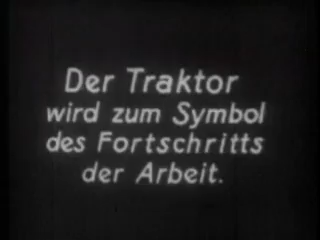 Der Traktor
wird zum Symbol
des Fortschritts
der Arbeit.